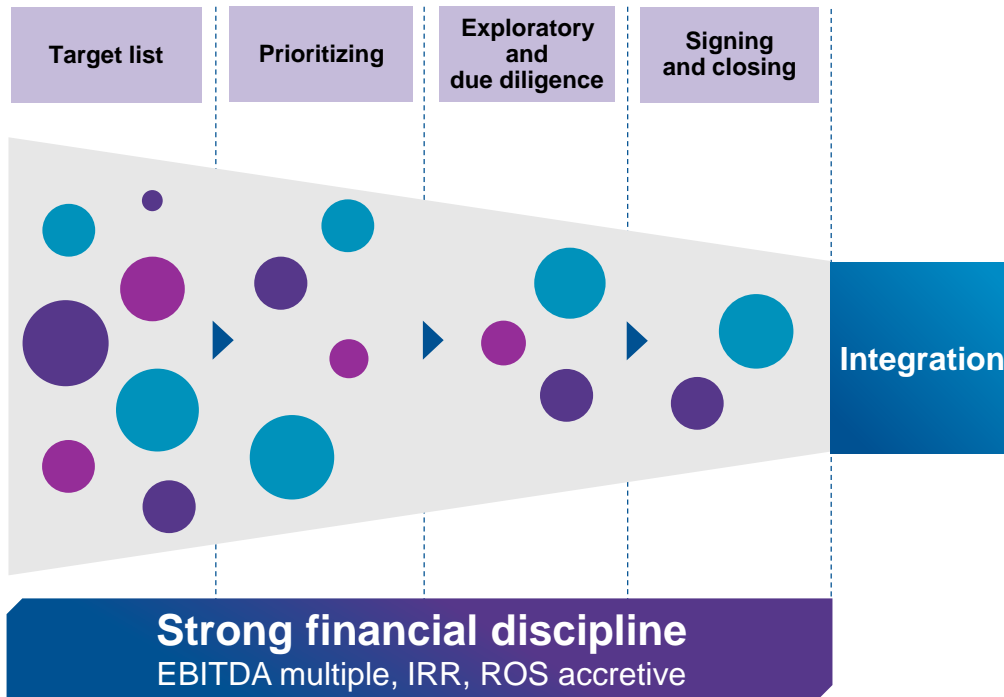 Target list
Prioritizing
Exploratory
and
due diligence
Signing
and closing
Integration
Strong financial discipline
EBITDA multiple, IRR, ROS accretive